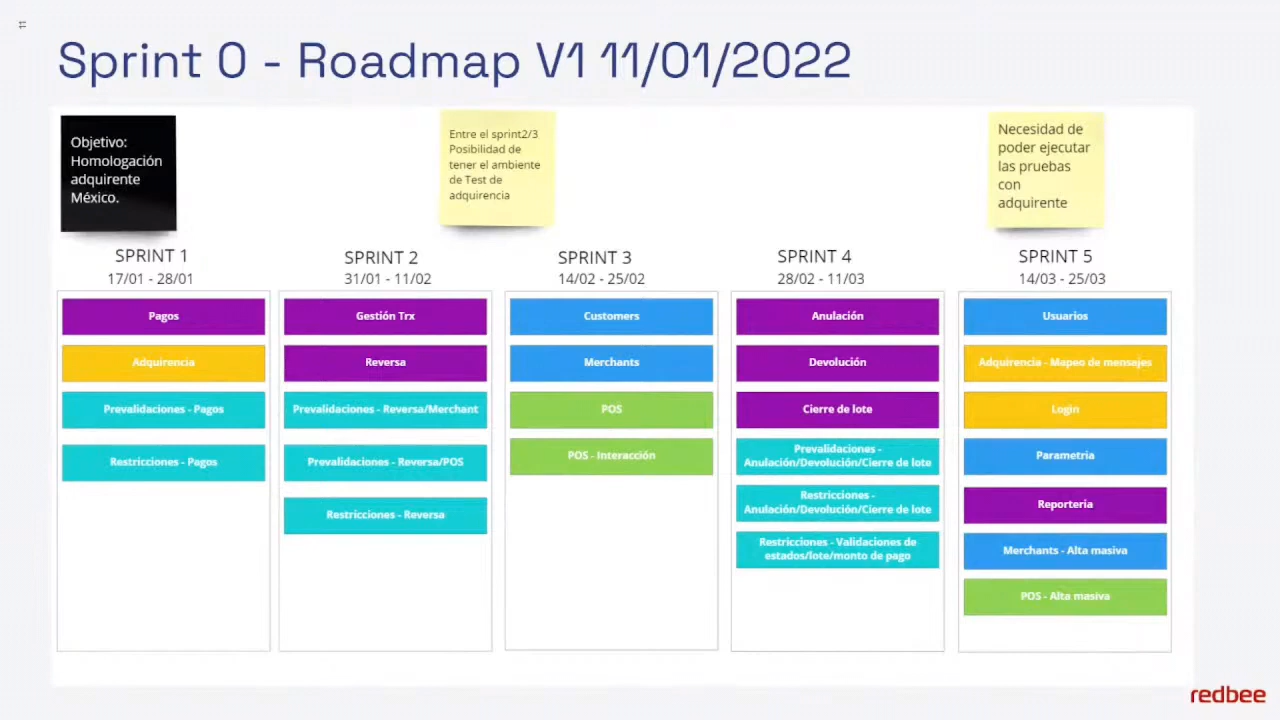 11
Sprint 0 - Roadmap V1 11/01/2022
Objetivo:
Homologación
adquirente
México.
Entre el sprint2/3
Posibilidad de
tener el ambiente
de Test de
adquirencia
Necesidad de
poder ejecutar
las pruebas
con
adquirente
SPRINT 1
17/01 - 28/01
Pagos
Adquirencia
Prevalidaciones - Pagos
Restricciones - Pagos
SPRINT 2
31/01 - 11/02
Gestión Trx
Reversa
Prevalidaciones - Reversa/Merchant
Prevalidaciones - Reversa/POS
Restricciones - Reversa
SPRINT 3
14/02 - 25/02
Customers
Merchants
POS
POS - Interacción
SPRINT 4
28/02 - 11/03
Anulación
Devolución
Cierre de lote
Prevalidaciones -
Anulación/Devolución/Cierre de lote
Restricciones -
Anulación/Devolución/Cierre de lote
Restricciones - Validaciones de
estados/lote/monto de pago
SPRINT 5
14/03 - 25/03
Usuarios
Adquirencia - Mapeo de mensajes
Login
Parametria
Reportería
Merchants - Alta masiva
POS - Alta masiva
redbee